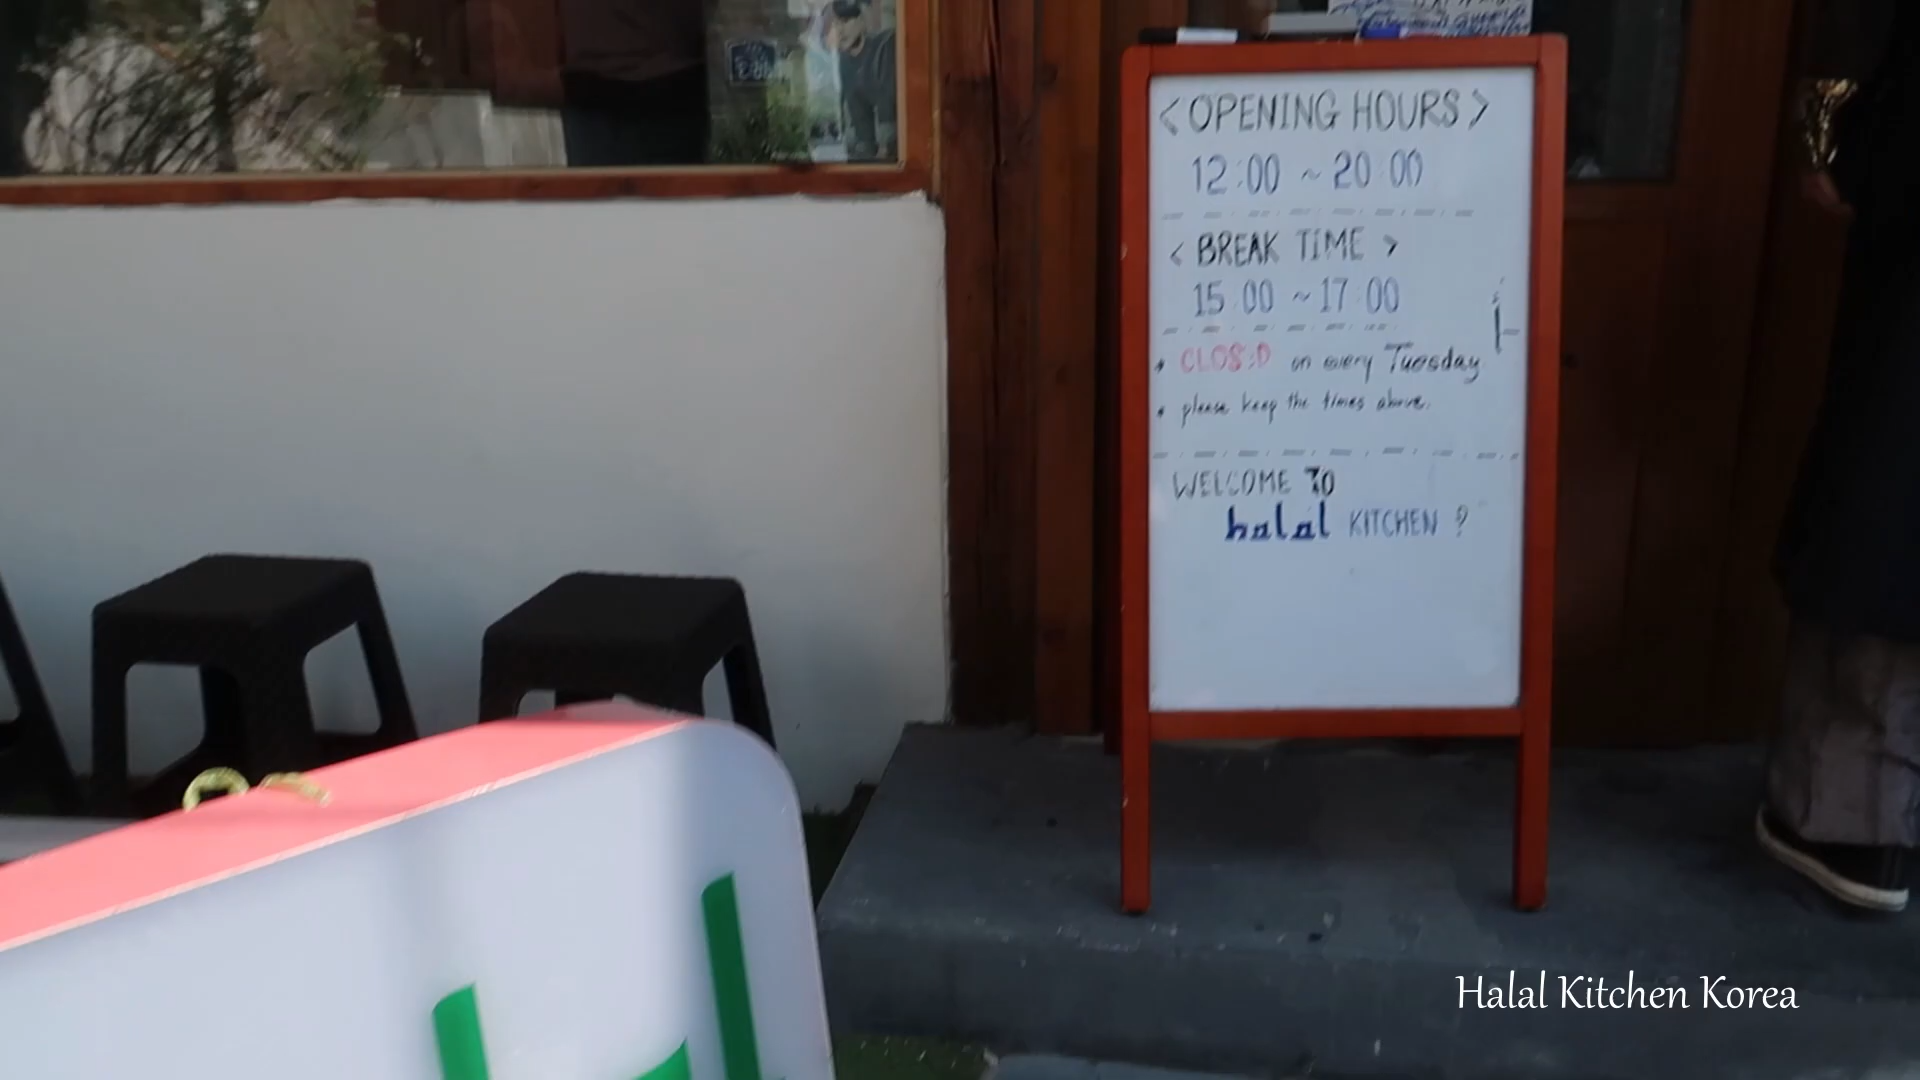 < OPENING HOURS >
12:00 ~ 20:00
< BREAK TIME >
15:00 ~ 17:00
• CLOSED on every Tuesday
• please keep the times above.
WELCOME TO
halal KITCHEN ?
Halal Kitchen Korea